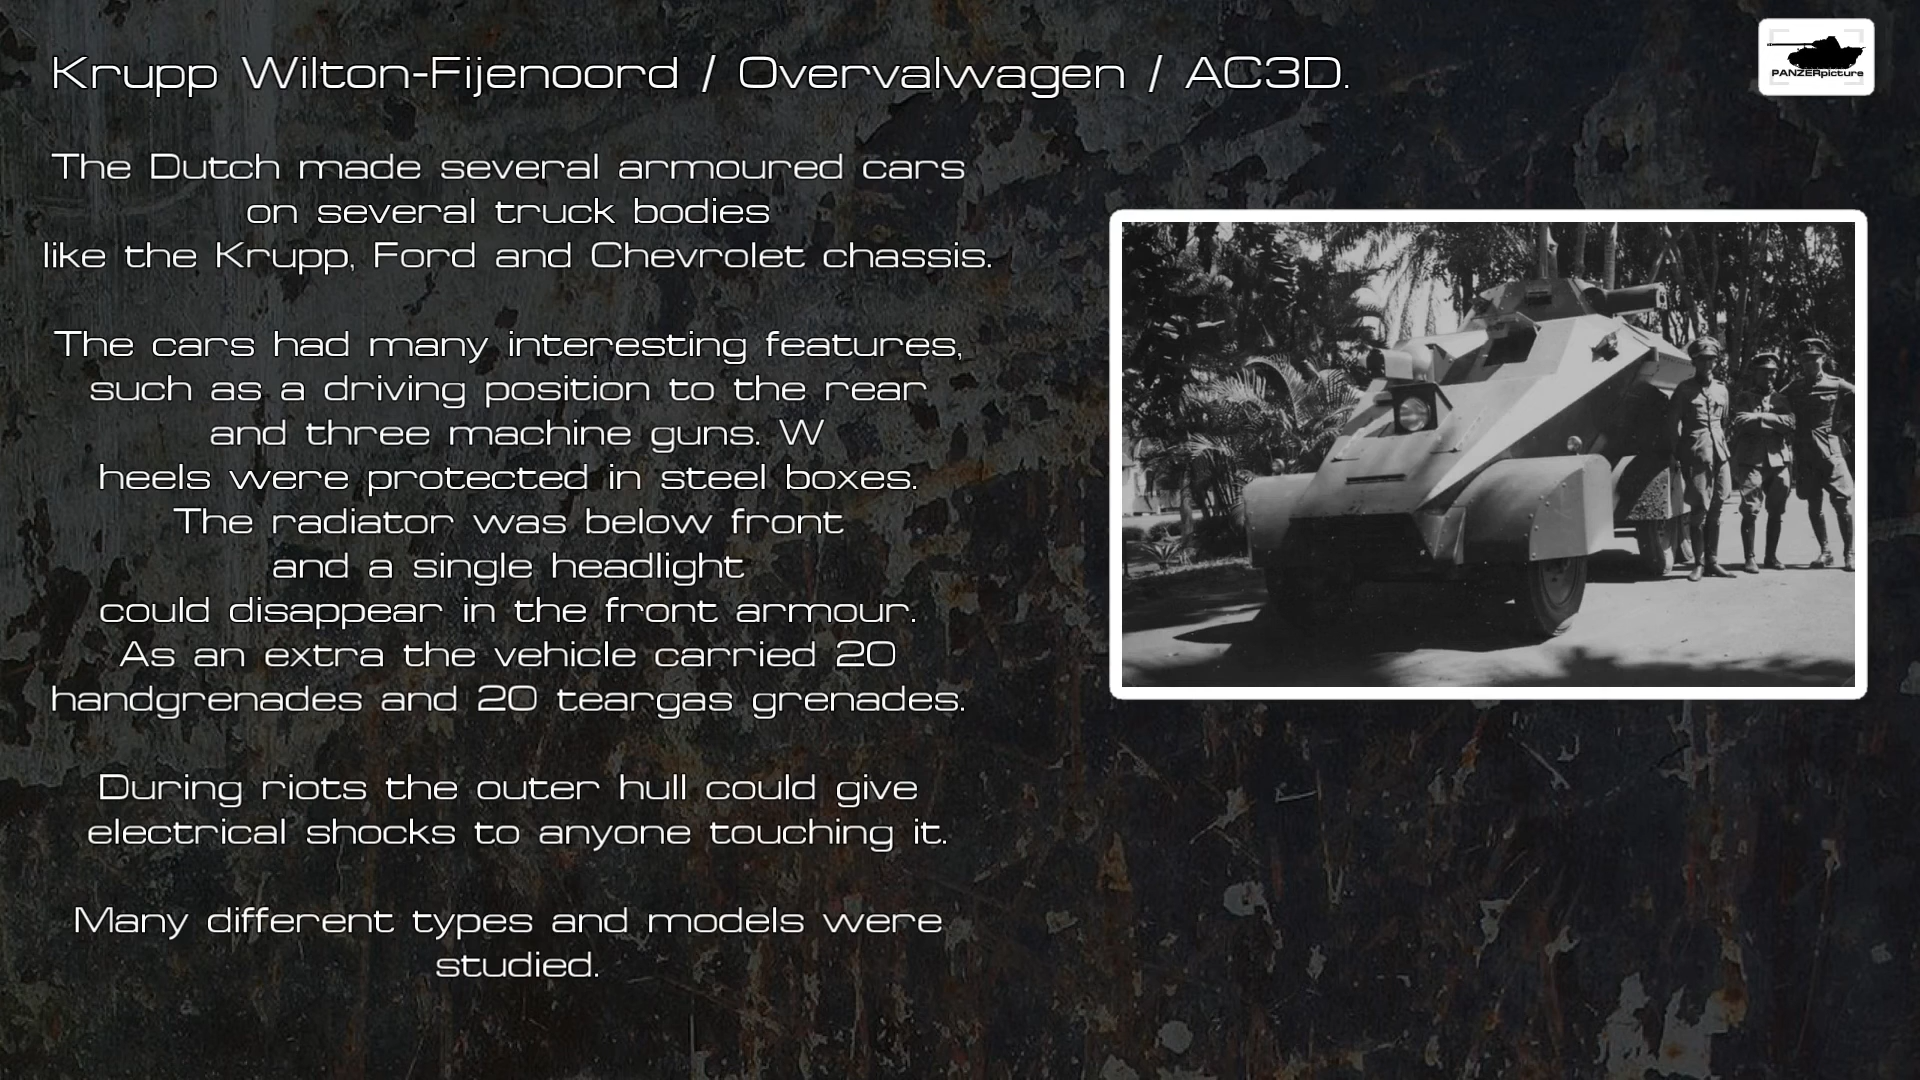 Krupp Wilton-Fijenoord / Overvalwagen / AC3D.
PANZERpicture
The Dutch made several armoured cars
on several truck bodies
like the Krupp, Ford and Chevrolet chassis.
The cars had many interesting features,
such as a driving position to the rear
and three machine guns. W
heels were protected in steel boxes.
The radiator was below front
and a single headlight
could disappear in the front armour.
As an extra the vehicle carried 20
handgrenades and 20 teargas grenades.
During riots the outer hull could give
electrical shocks to anyone touching it.
Many different types and models were
studied.